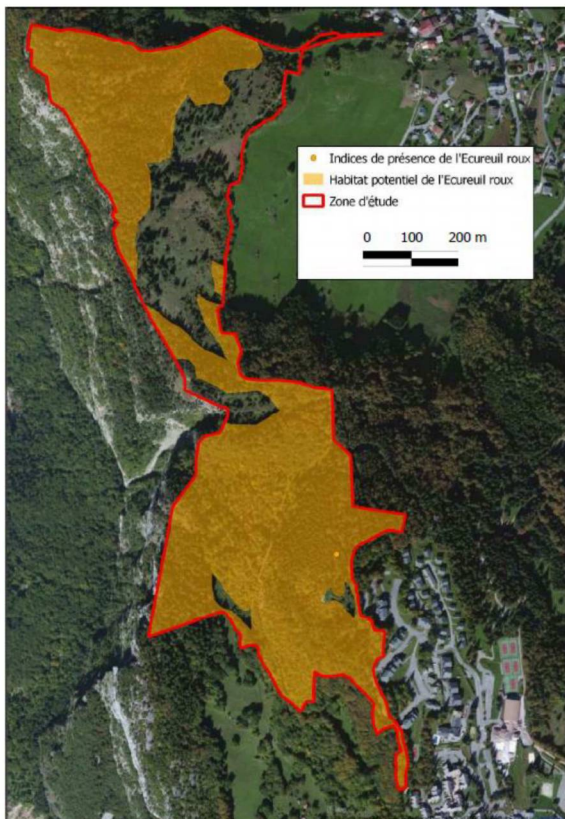 Indices de présence de l'Ecureuil roux
Habitat potentiel de l'Ecureuil roux
Zone d'étude
0 100 200 m